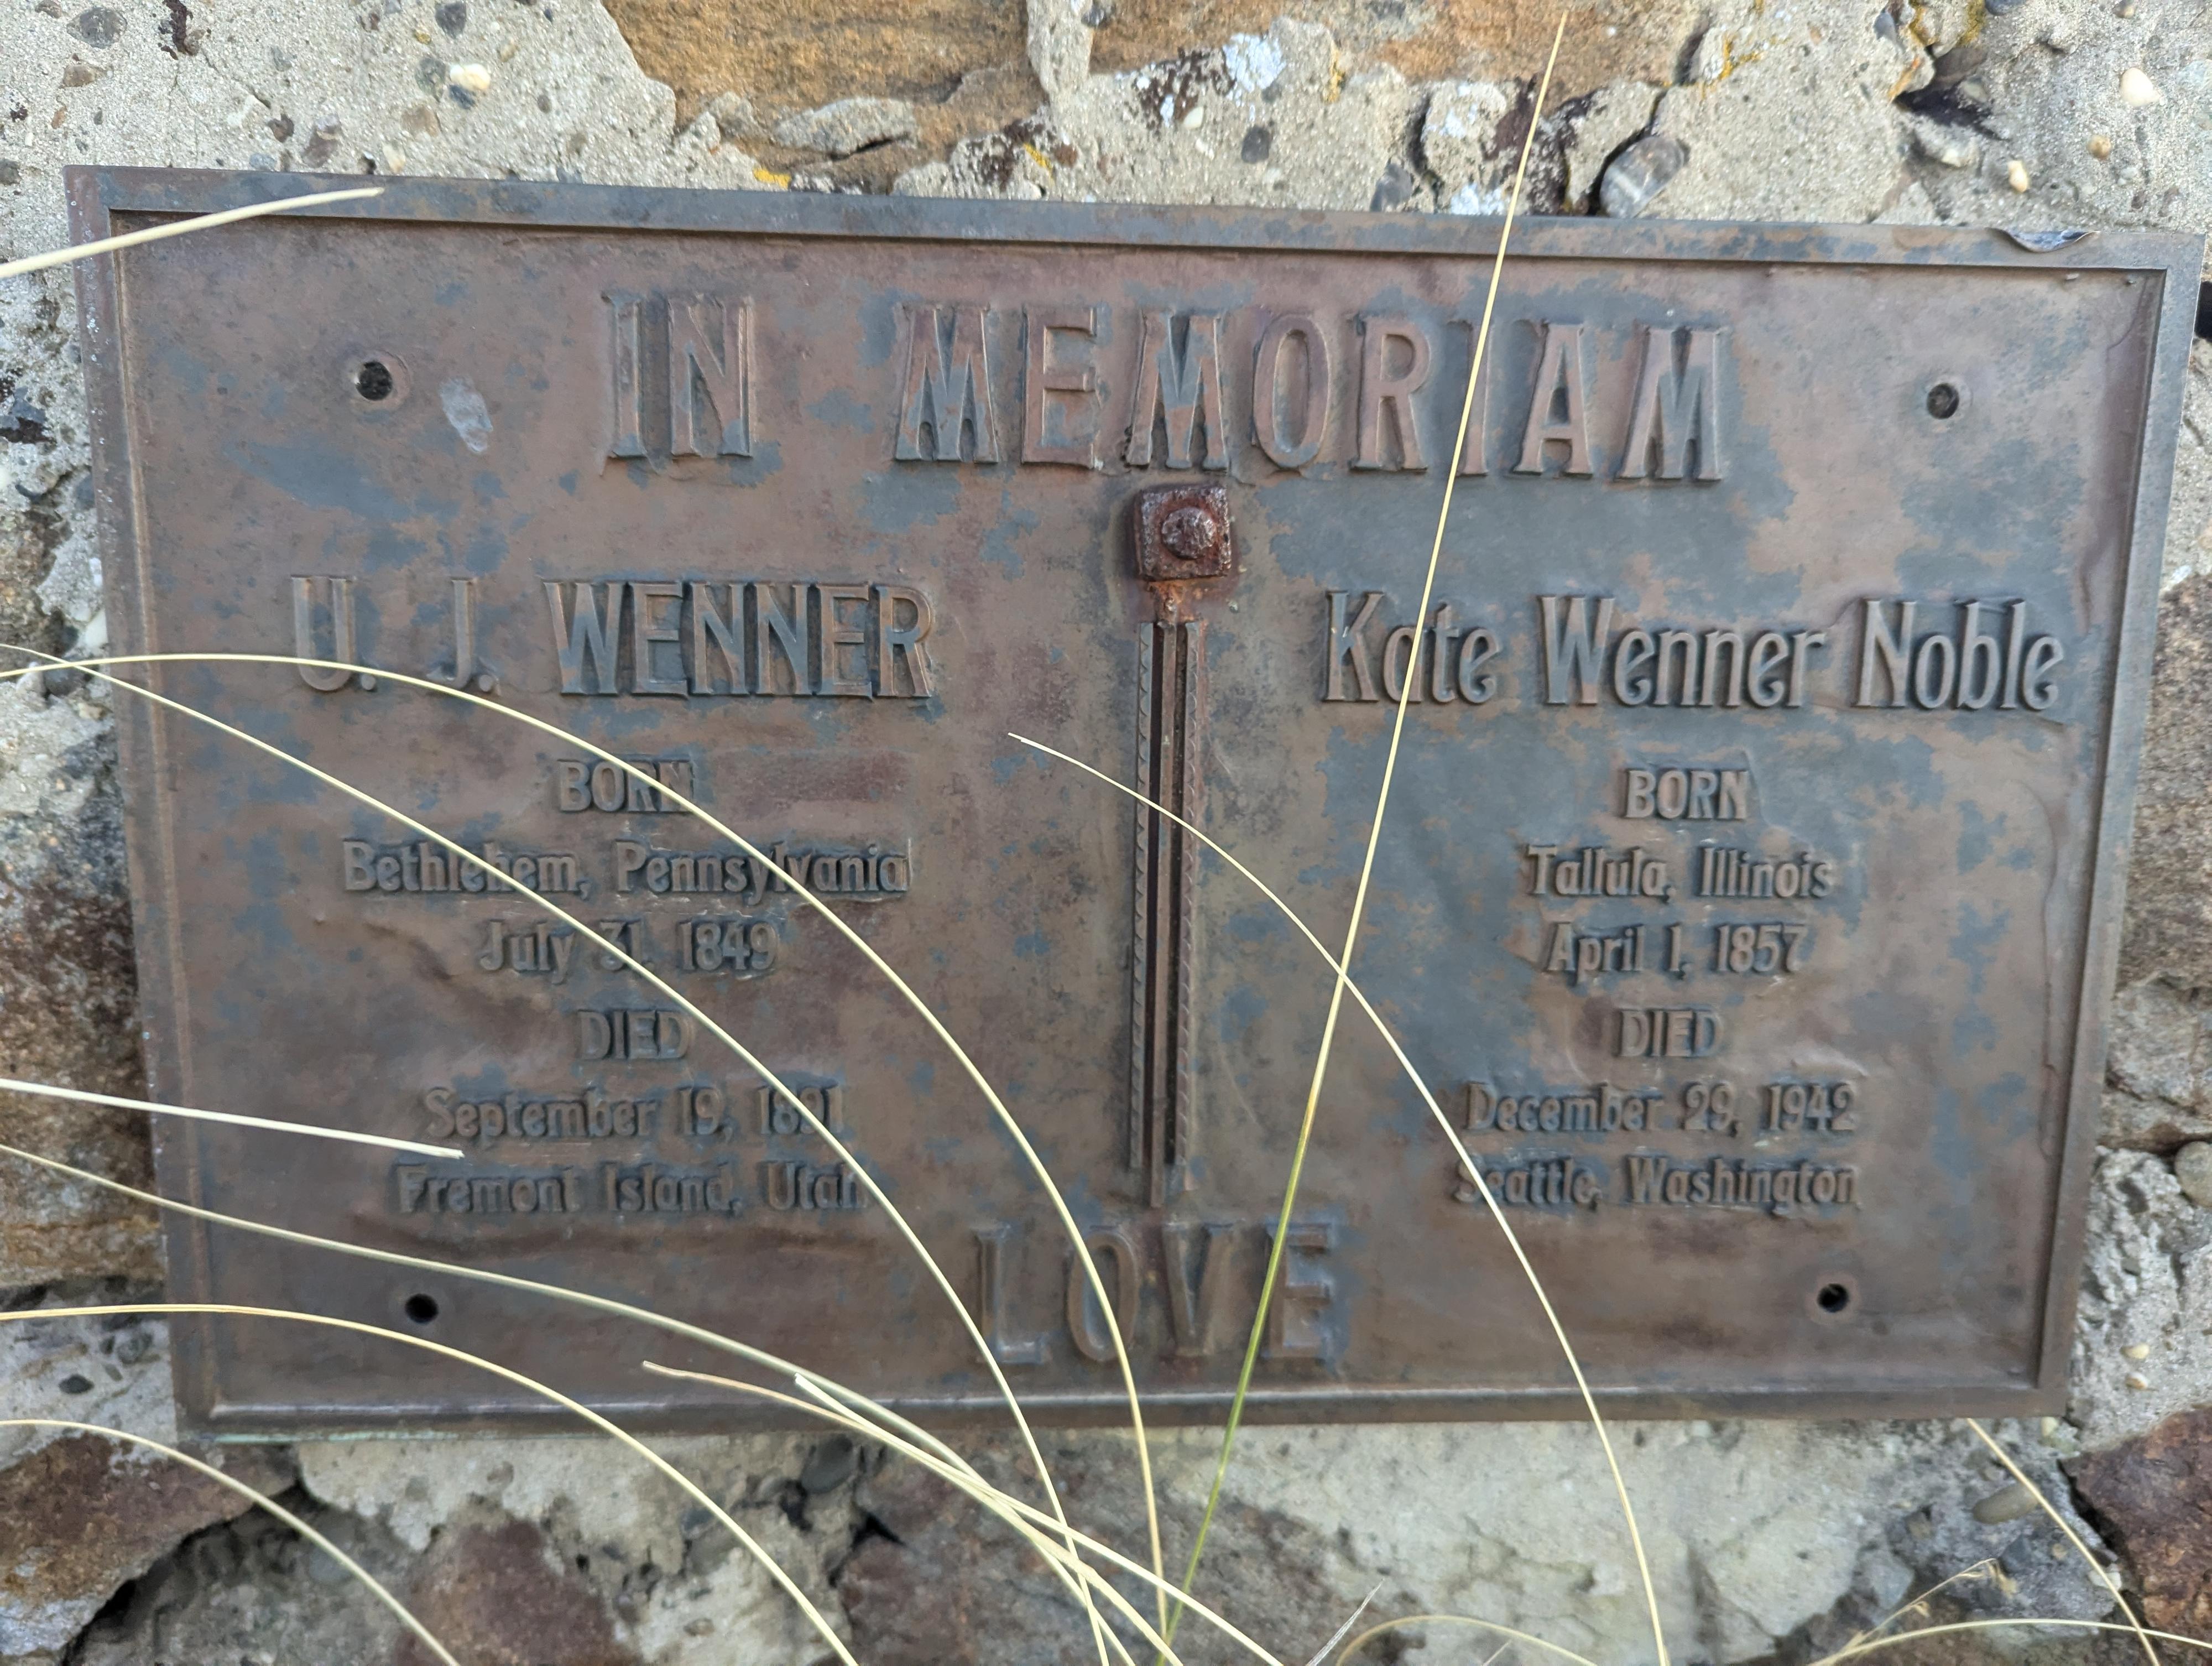 IN MEMORIAM
U. J. WENNER
BORN
Bethlehem, Pennsylvania
July 31, 1849
DIED
September 19, 1891
Fremont Island, Utah
Kate Wenner Noble
BORN
Tallula, Illinois
April 1, 1857
DIED
December 29, 1942
Seattle, Washington
LOVE